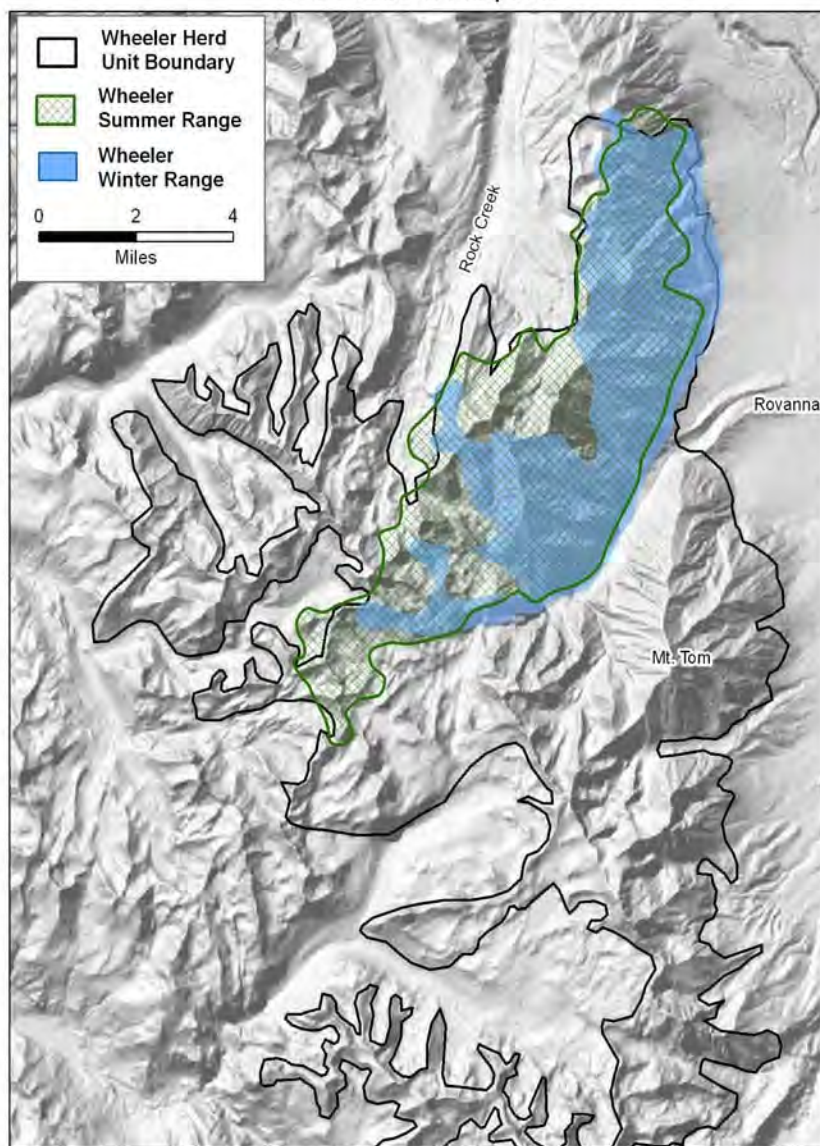 Wheeler Herd
Unit Boundary
Wheeler
Summer Range
Wheeler
Winter Range
0 2 4
Miles
Rock Creek
Rovanna
Mt. Tom